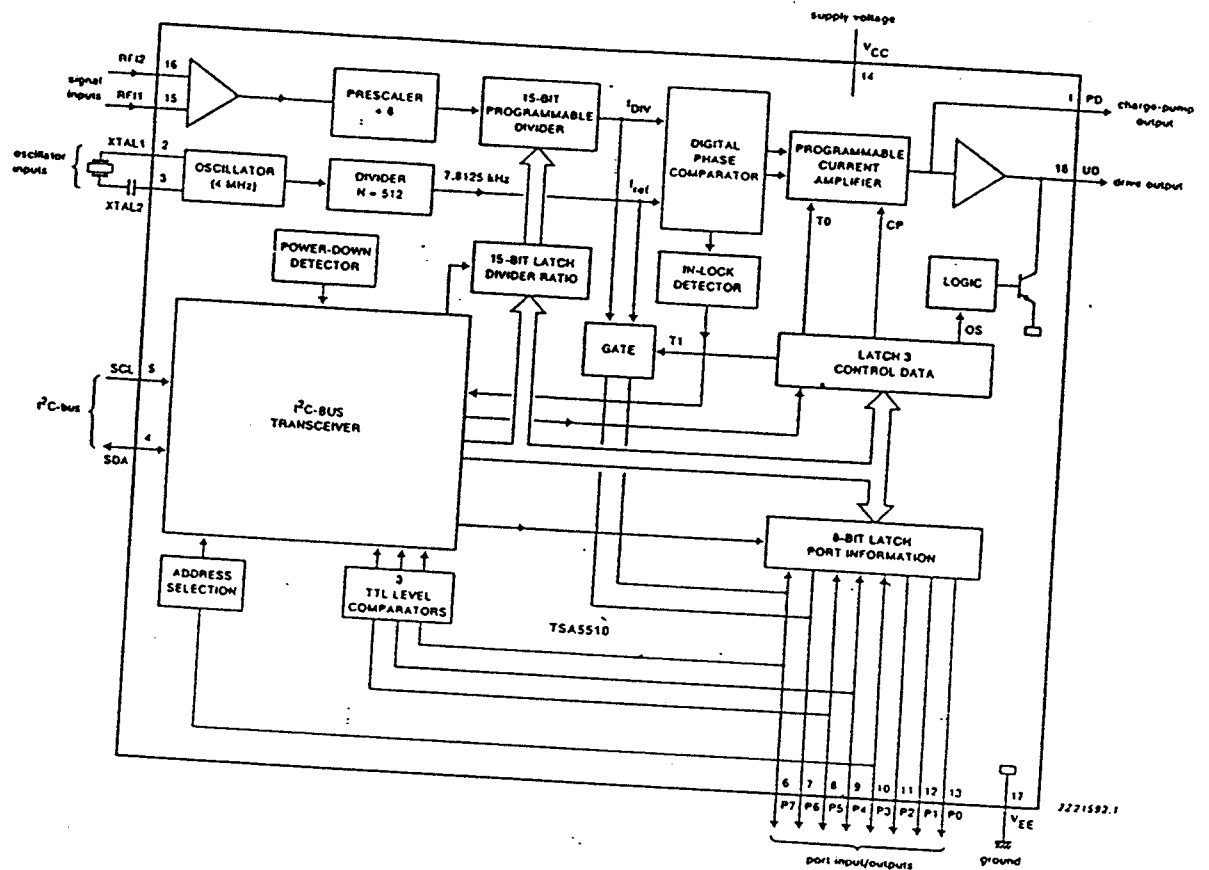 supply voltage
VCC
14
RFI2
16
signal
inputs
RFI1
15
PRESCALER
÷ 8
15-BIT
PROGRAMMABLE
DIVIDER
fDIV
DIGITAL
PHASE
COMPARATOR
PROGRAMMABLE
CURRENT
AMPLIFIER
1
PD
charge-pump
output
18
UD
drive output
XTAL1
2
oscillator
inputs
3
XTAL2
OSCILLATOR
(4 MHz)
DIVIDER
N = 512
7.8125 kHz
fref
T0
CP
POWER-DOWN
DETECTOR
15-BIT LATCH
DIVIDER RATIO
IN-LOCK
DETECTOR
LOGIC
OS
GATE
T1
LATCH 3
CONTROL DATA
SCL
5
I²C-bus
4
SDA
I²C-BUS
TRANSCEIVER
8-BIT LATCH
PORT INFORMATION
ADDRESS
SELECTION
3
TTL LEVEL
COMPARATORS
TSA5510
6 7 8 9 10 11 12 13
P7 P6 P5 P4 P3 P2 P1 P0
17
VEE
ground
port input/outputs
7Z21592.1